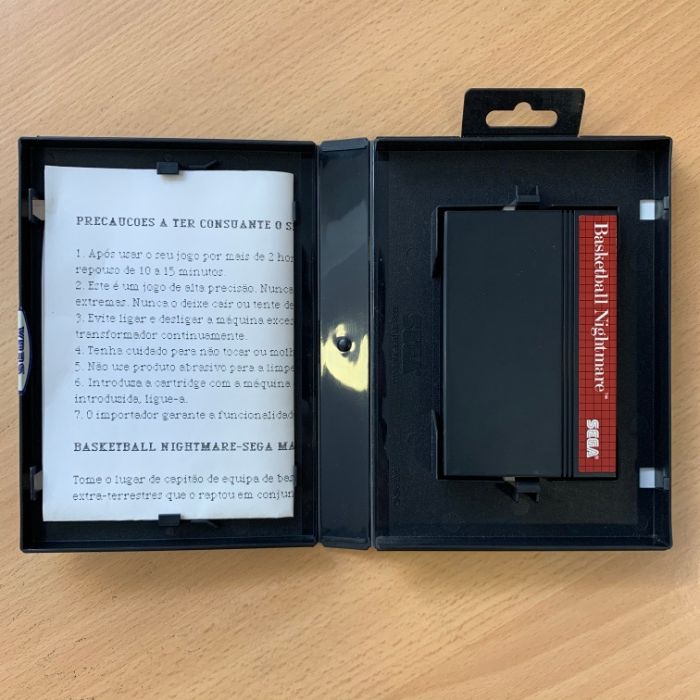 PRECAUCOES A TER CONSUANTE O S
1. Após usar o seu jogo por mais de 2 hor
repouso de 10 a 15 minutos.
2. Este é um jogo de alta precisão. Nunca
extremas. Nunca o deixe cair ou tente de
3. Evite ligar e desligar a máquina exces
transformador continuamente.
4. Tenha cuidado para não tocar ou molh
5. Não use produto abrasivo para a limpe
6. Introduza a cartridge com a máquina
introduzida, ligue-a.
7. O importador garante a funcionalidad
BASKETBALL NIGHTMARE-SEGA MA
Tome o lugar de capitão de equipa de bas
extra-terrestres que o raptou em conjun
Basketball Nightmare™
SEGA®
SEGA